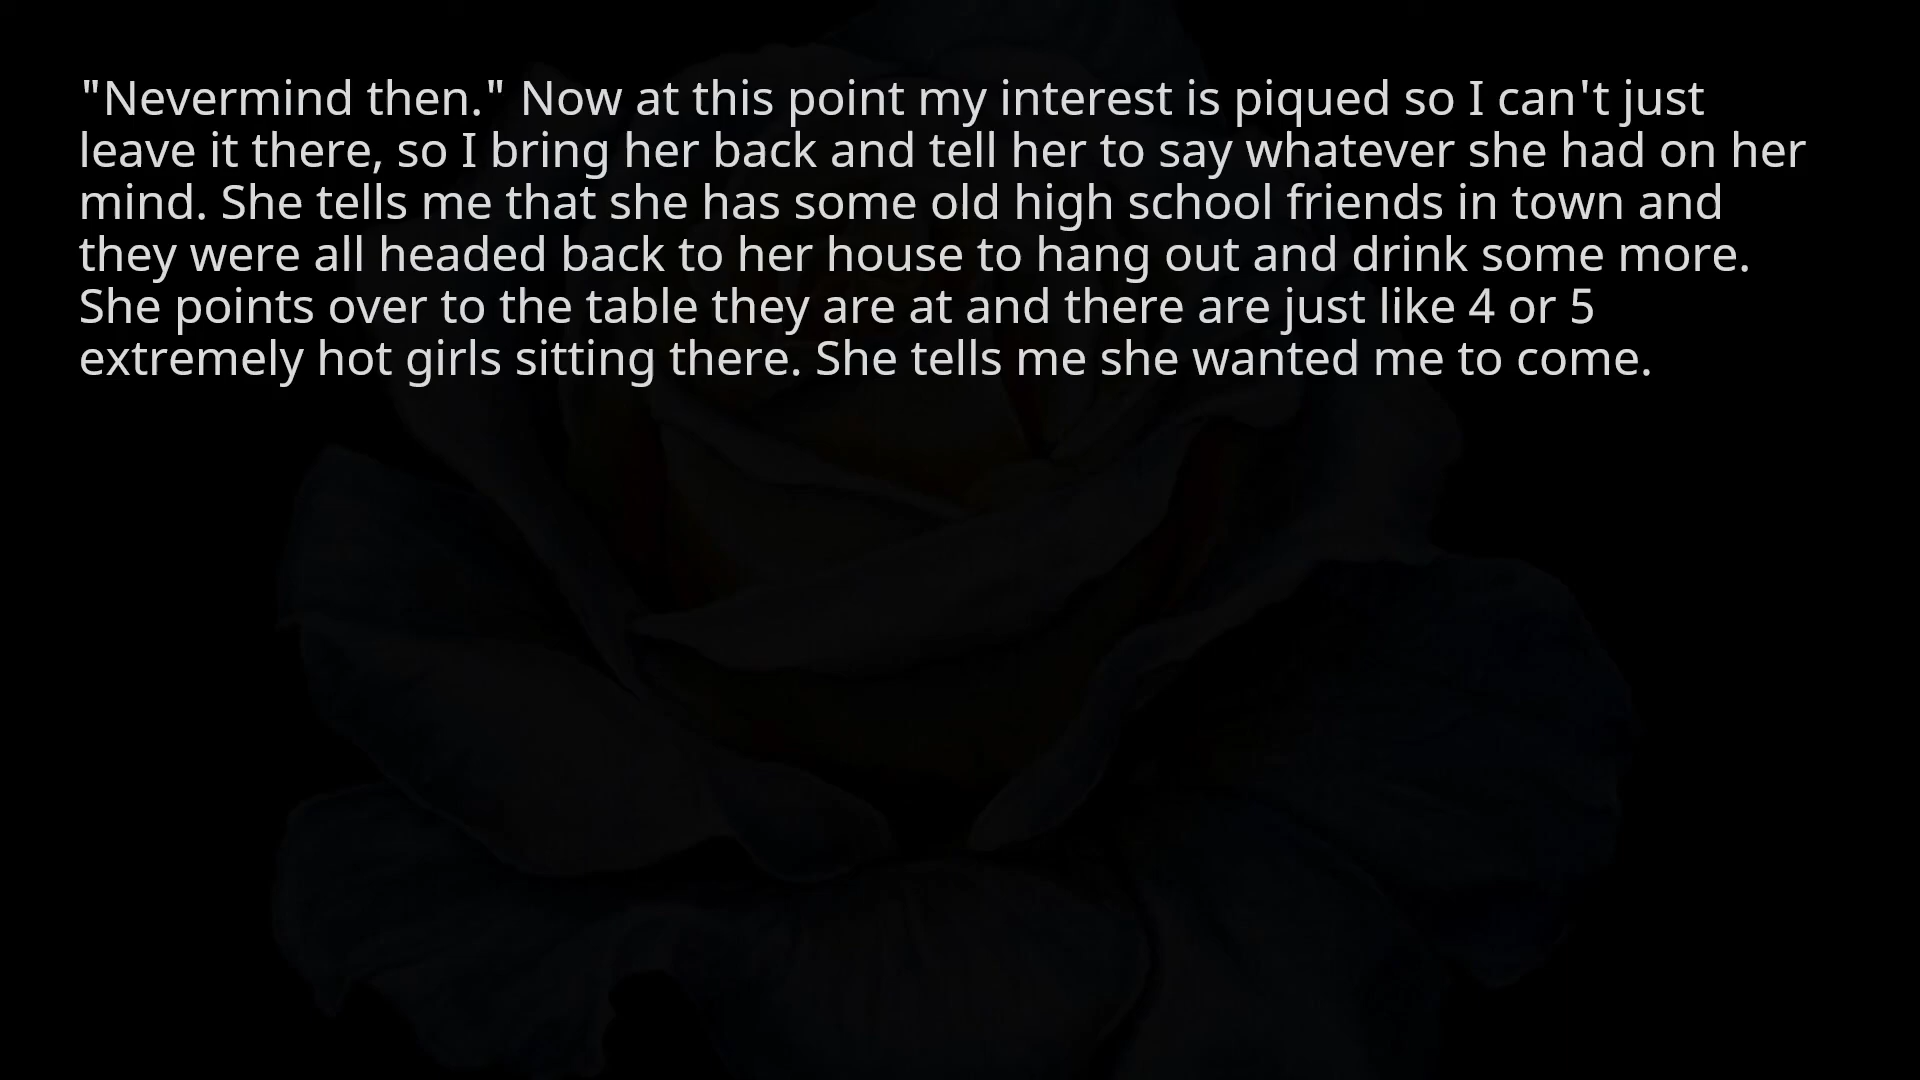 "Nevermind then." Now at this point my interest is piqued so I can't just
leave it there, so I bring her back and tell her to say whatever she had on her
mind. She tells me that she has some old high school friends in town and
they were all headed back to her house to hang out and drink some more.
She points over to the table they are at and there are just like 4 or 5
extremely hot girls sitting there. She tells me she wanted me to come.